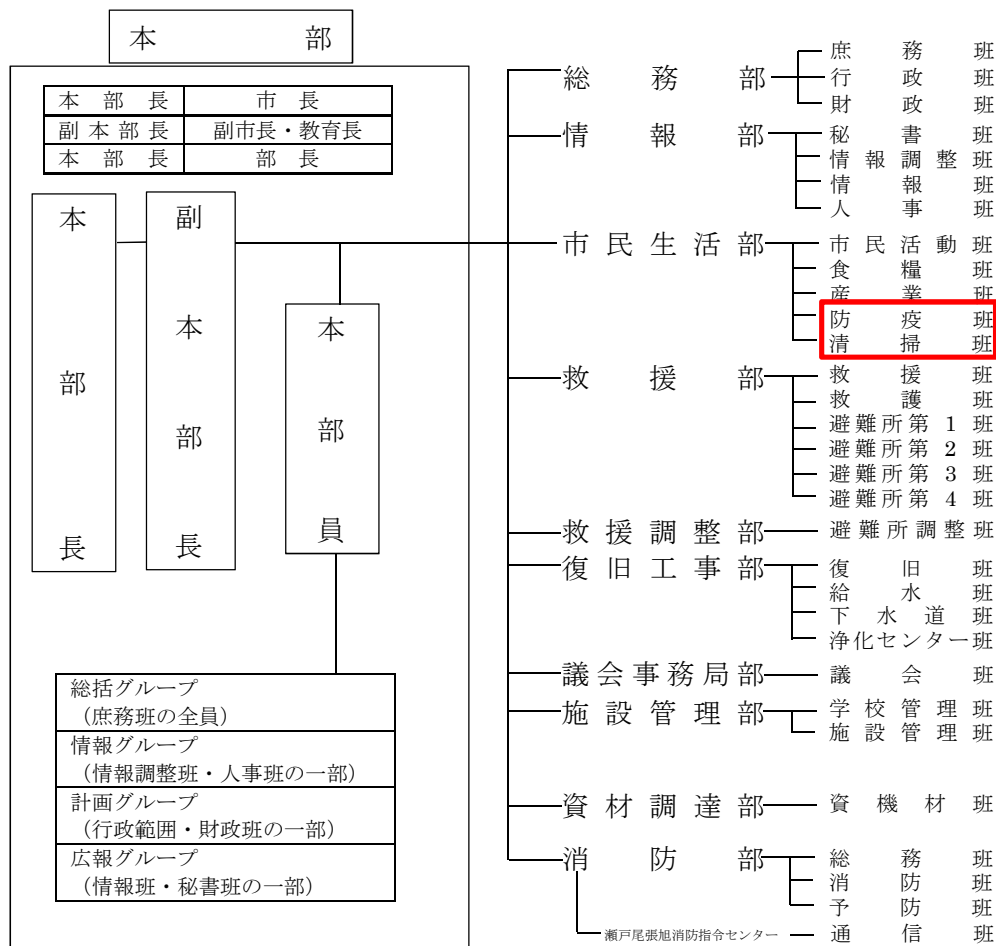 本部
本部長 市長
副本部長 副市長・教育長
本部長 部長
本部長
副本部長
本部員
総括グループ
(庶務班の全員)
情報グループ
(情報調整班・人事班の一部)
計画グループ
(行政範囲・財政班の一部)
広報グループ
(情報班・秘書班の一部)
総務部
庶務班
行政班
財政班
情報部
秘書班
情報調整班
情報班
人事班
市民生活部
市民活動班
食糧班
産業班
防疫班
清掃班
救援部
救援班
救護班
避難所第1班
避難所第2班
避難所第3班
避難所第4班
救援調整部
避難所調整班
復旧工事部
復旧班
給水班
下水道班
浄化センター班
議会事務局部
議会班
施設管理部
学校管理班
施設管理班
資材調達部
資機材班
消防部
総務班
消防班
予防班
瀬戸尾張旭消防指令センター
通信班